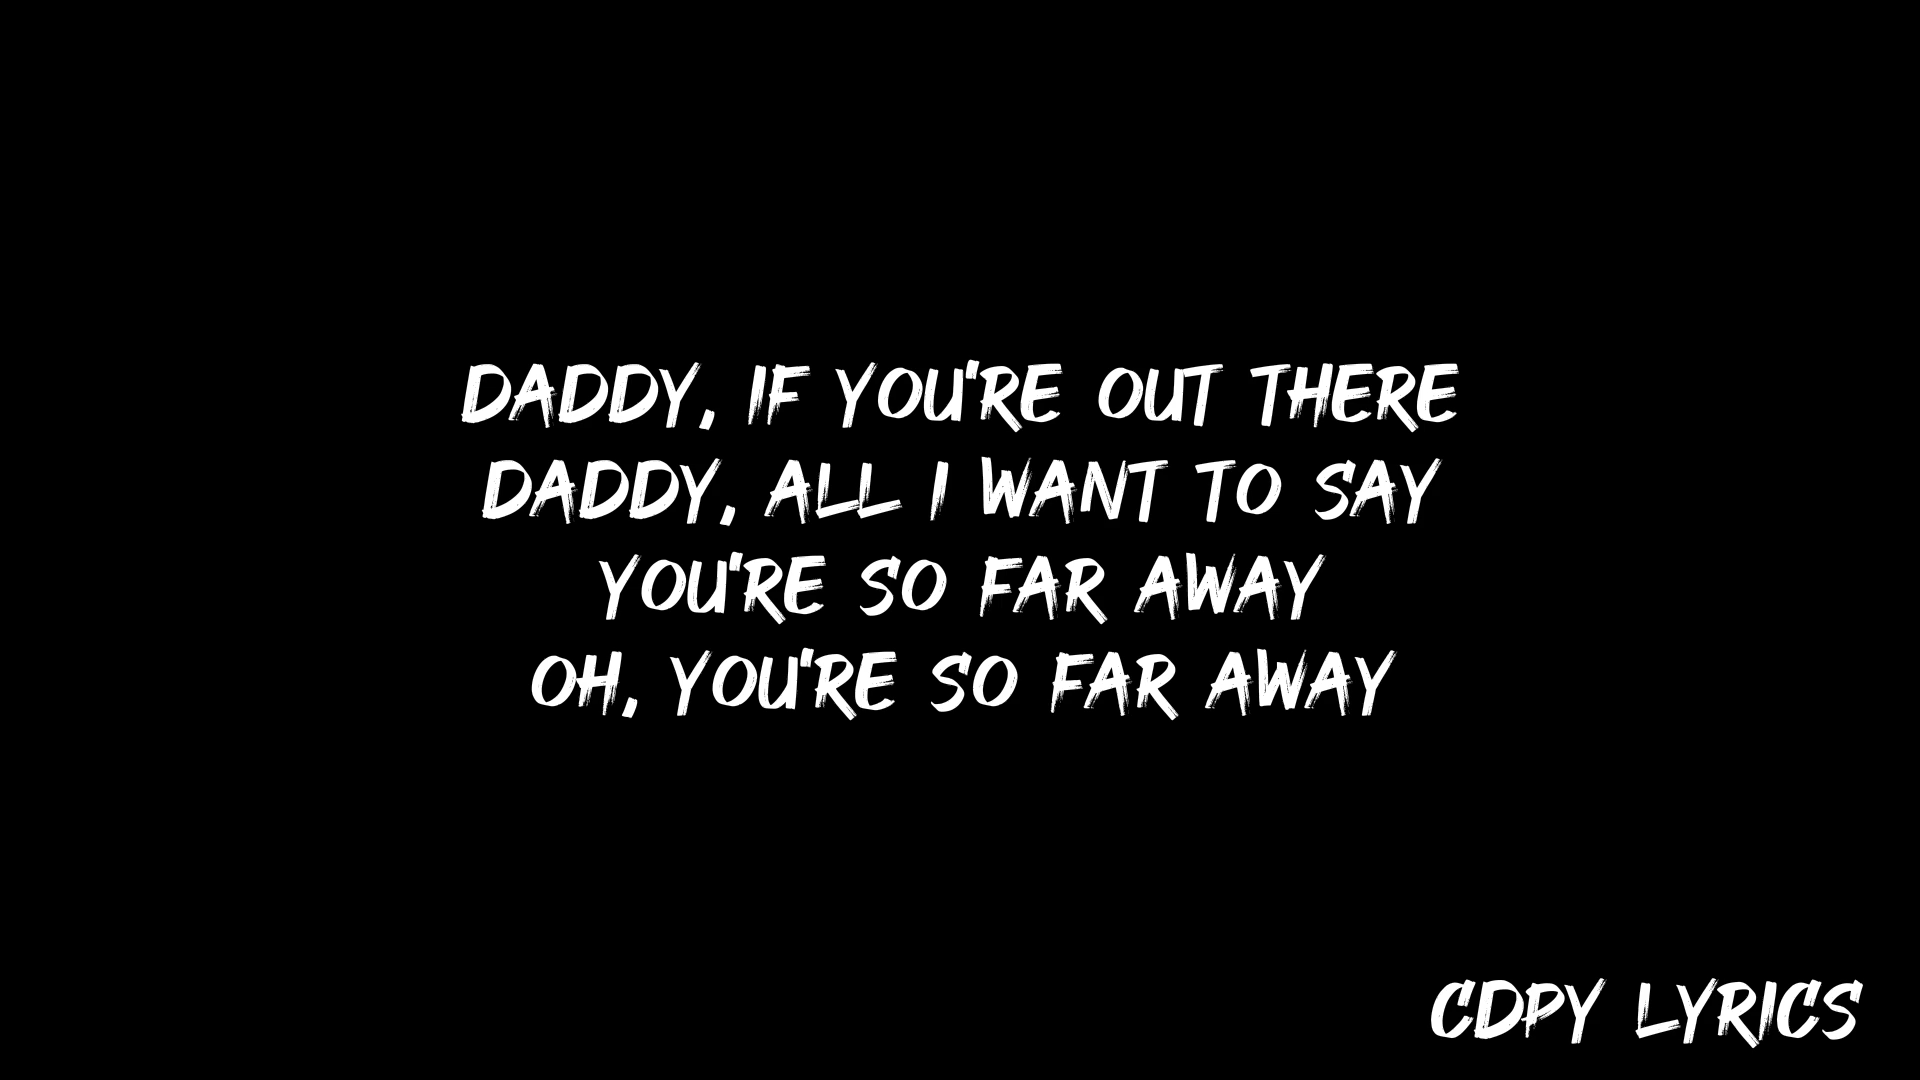 DADDY, IF YOU'RE OUT THERE
DADDY, ALL I WANT TO SAY
YOU'RE SO FAR AWAY
OH, YOU'RE SO FAR AWAY
CDPY LYRICS